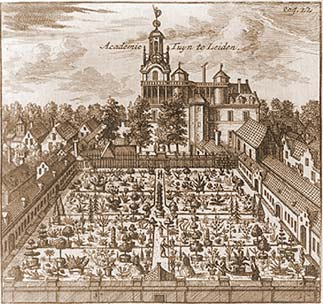 Pag. 22
Academie Tuyn te Leiden.